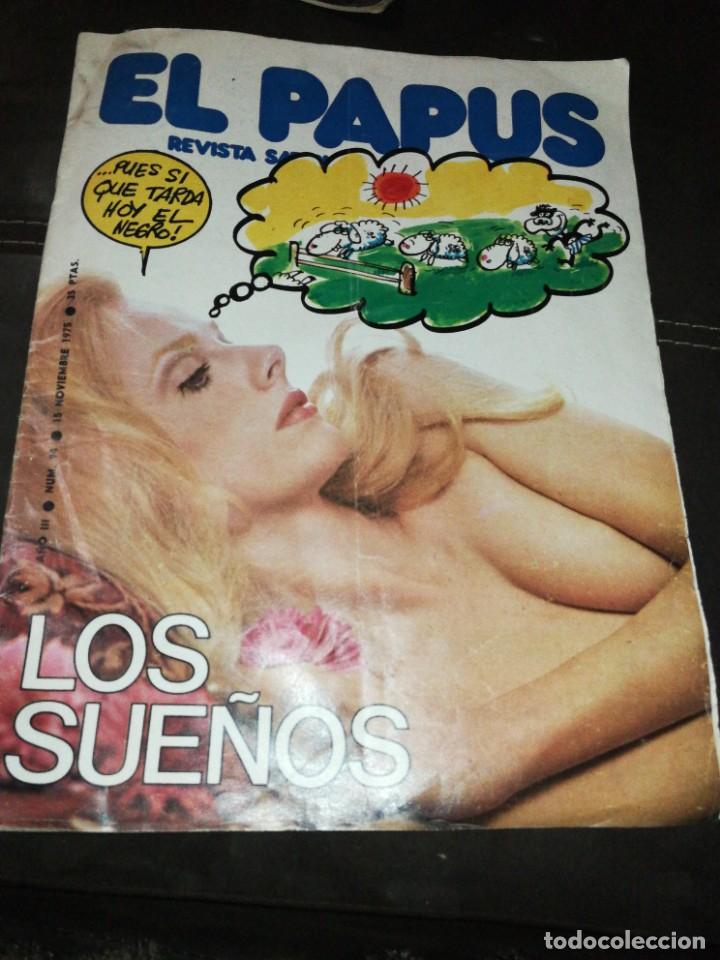 EL PAPUS
REVISTA
...PUES SI
QUE TARDA
HOY EL
NEGRO!
AÑO III ● NUM. 94 ● 15 NOVIEMBRE 1975 ● 35 PTAS.
LOS
SUEÑOS
todocoleccion